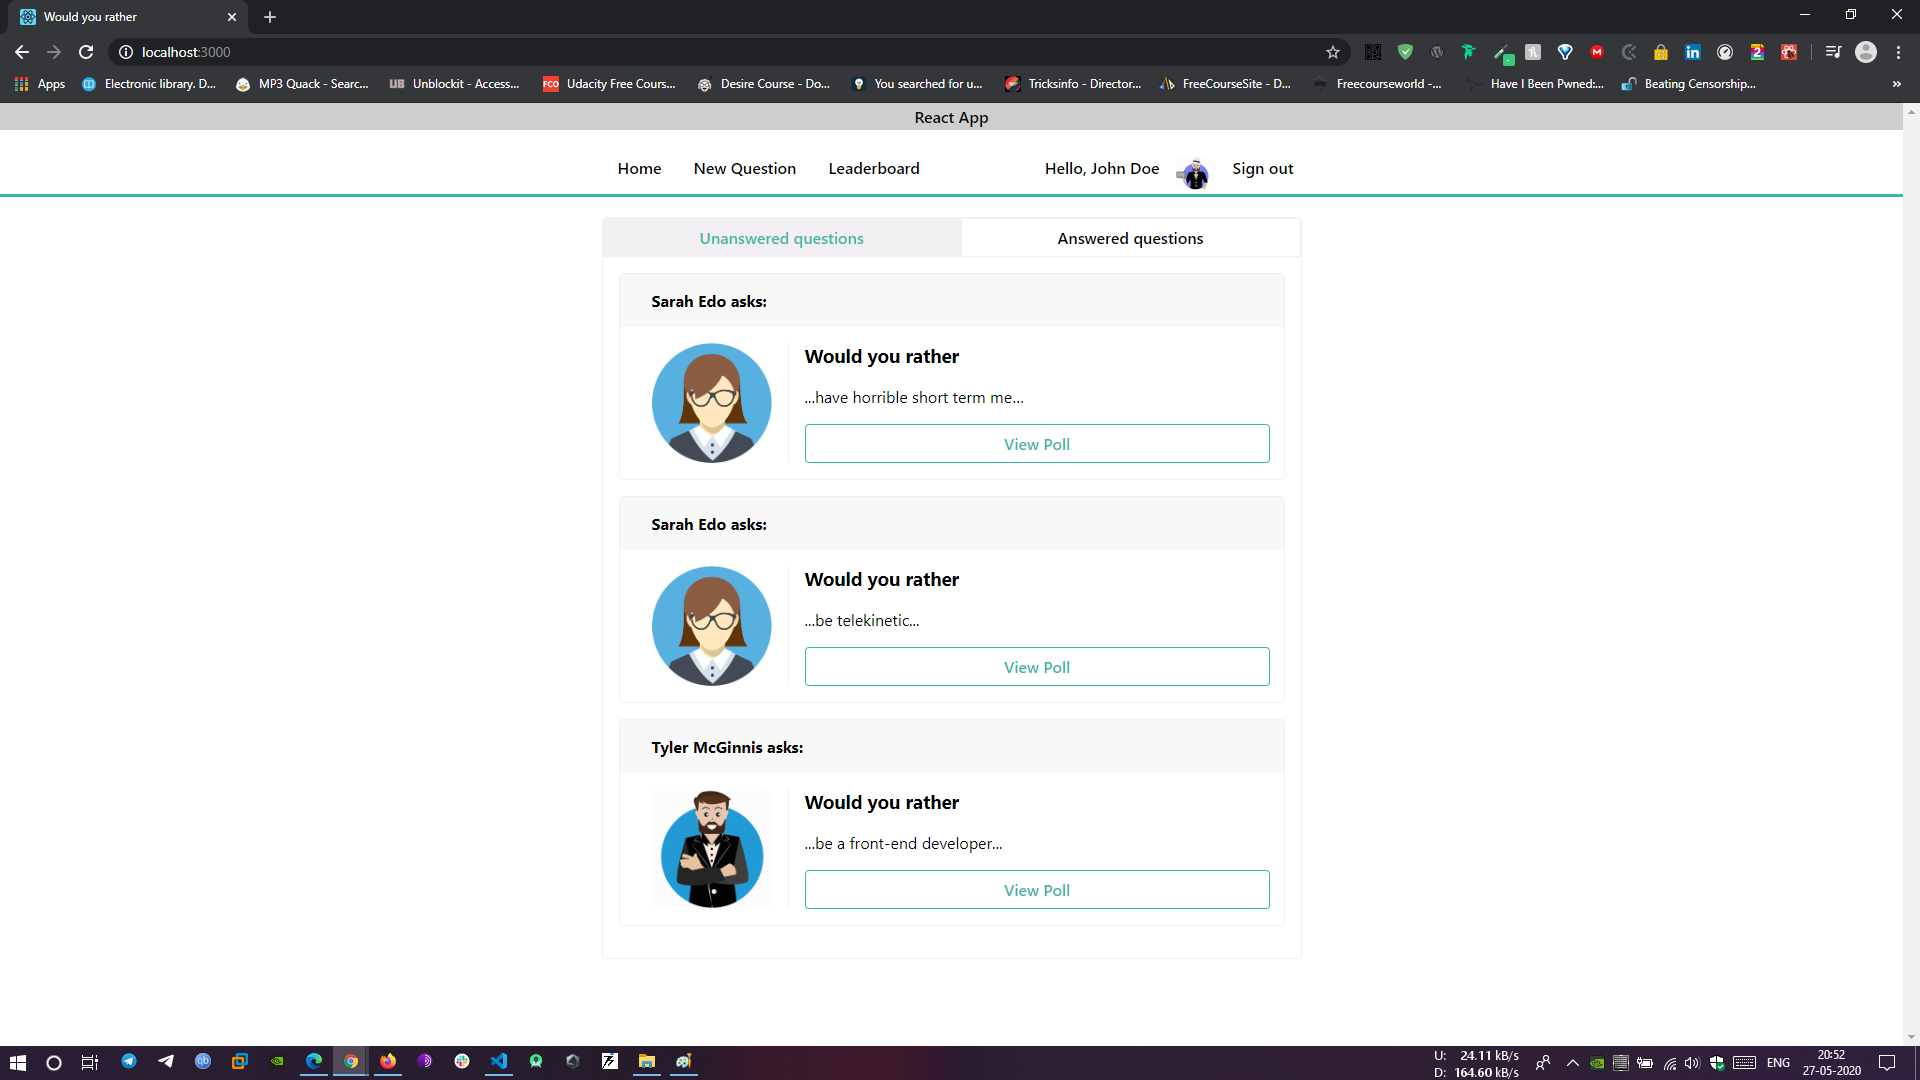 Would you rather
localhost:3000
Apps Electronic library. D... MP3 Quack - Searc... UB Unblockit - Access... FCO Udacity Free Cours... Desire Course - Do... You searched for u... Tricksinfo - Director... FreeCourseSite - D... Freecourseworld -... Have I Been Pwned:... Beating Censorship... »
React App
Home New Question Leaderboard Hello, John Doe Sign out
Unanswered questions Answered questions
Sarah Edo asks:
Would you rather
...have horrible short term me...
View Poll
Sarah Edo asks:
Would you rather
...be telekinetic...
View Poll
Tyler McGinnis asks:
Would you rather
...be a front-end developer...
View Poll
U: 24.11 kB/s
D: 164.60 kB/s
ENG
20:52
27-05-2020